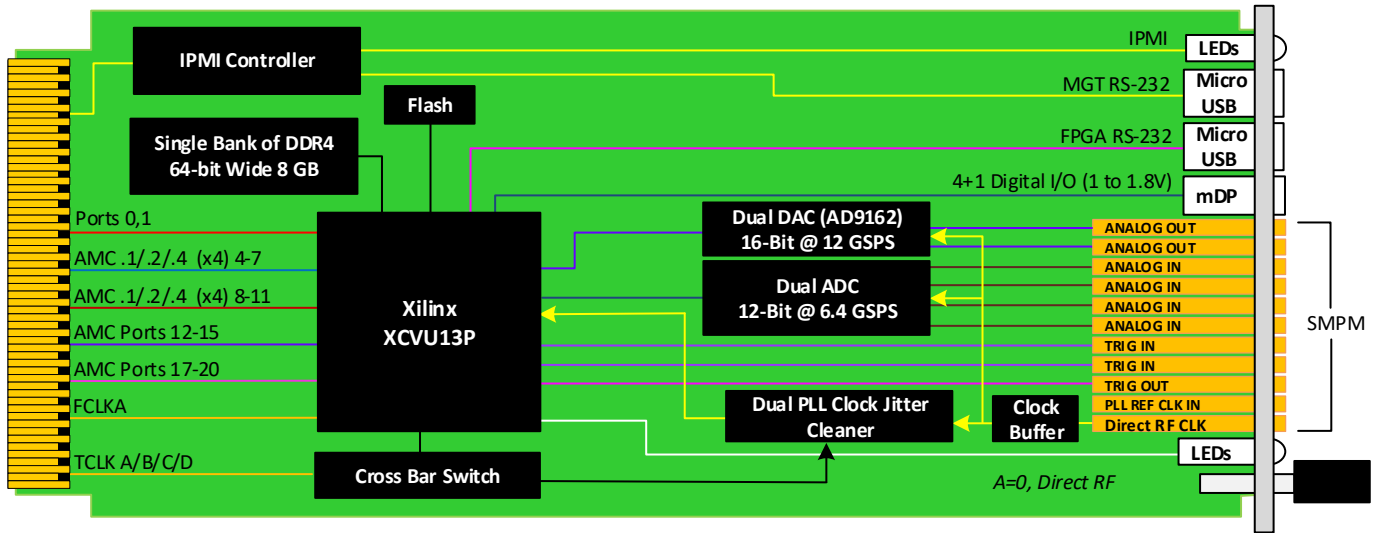 IPMI
LEDs
IPMI Controller
MGT RS-232
Micro
USB
Flash
Single Bank of DDR4
64-bit Wide 8 GB
FPGA RS-232
Micro
USB
4+1 Digital I/O (1 to 1.8V)
mDP
Ports 0,1
Dual DAC (AD9162)
16-Bit @ 12 GSPS
ANALOG OUT
ANALOG OUT
AMC .1/.2/.4  (x4) 4-7
ANALOG IN
Dual ADC
12-Bit @ 6.4 GSPS
ANALOG IN
AMC .1/.2/.4  (x4) 8-11
ANALOG IN
Xilinx
XCVU13P
ANALOG IN
SMPM
AMC Ports 12-15
TRIG IN
TRIG IN
AMC Ports 17-20
TRIG OUT
FCLKA
Dual PLL Clock Jitter
Cleaner
Clock
Buffer
PLL REF CLK IN
Direct RF CLK
LEDs
TCLK A/B/C/D
Cross Bar Switch
A=0, Direct RF